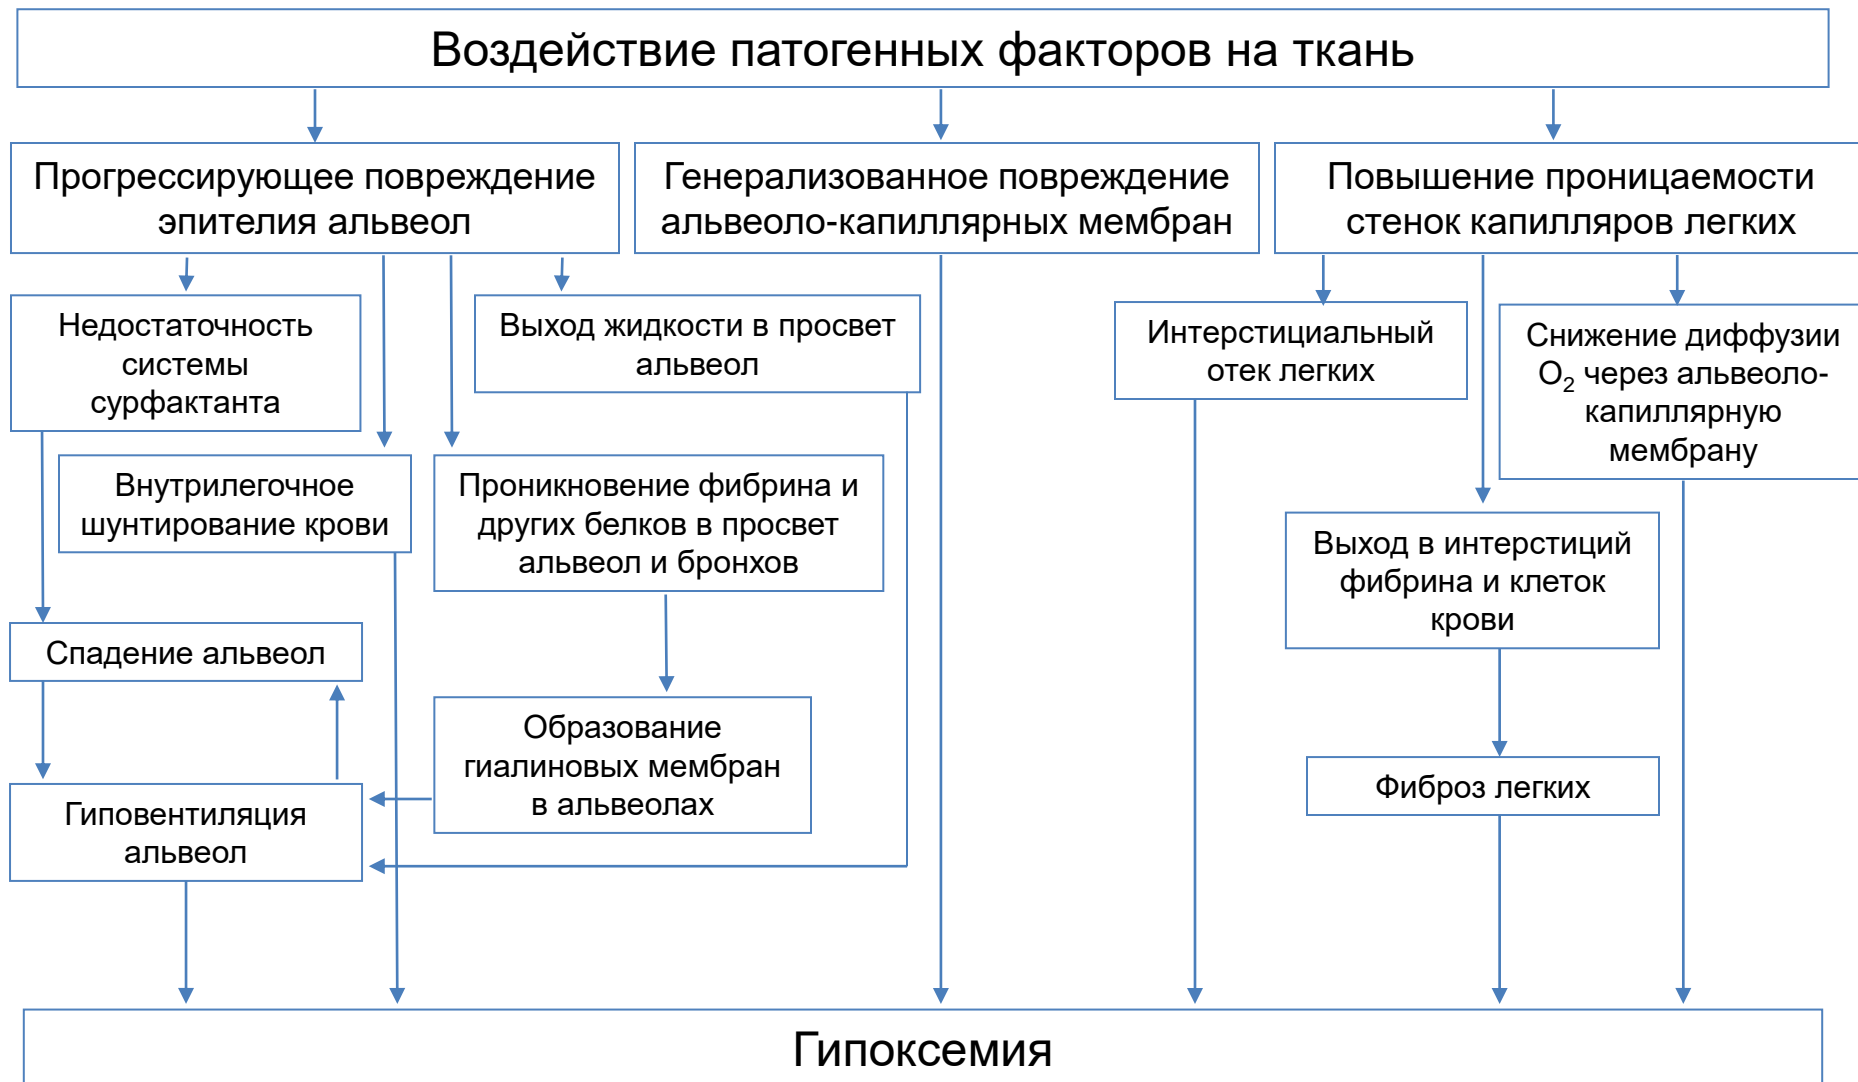 Воздействие патогенных факторов на ткань
Прогрессирующее повреждение
эпителия альвеол
Генерализованное повреждение
альвеоло-капиллярных мембран
Повышение проницаемости
стенок капилляров легких
Недостаточность
системы
сурфактанта
Выход жидкости в просвет
альвеол
Интерстициальный
отек легких
Снижение диффузии
O₂ через альвеоло-
капиллярную
мембрану
Внутрилегочное
шунтирование крови
Проникновение фибрина и
других белков в просвет
альвеол и бронхов
Выход в интерстиций
фибрина и клеток
крови
Спадение альвеол
Образование
гиалиновых мембран
в альвеолах
Фиброз легких
Гиповентиляция
альвеол
Гипоксемия